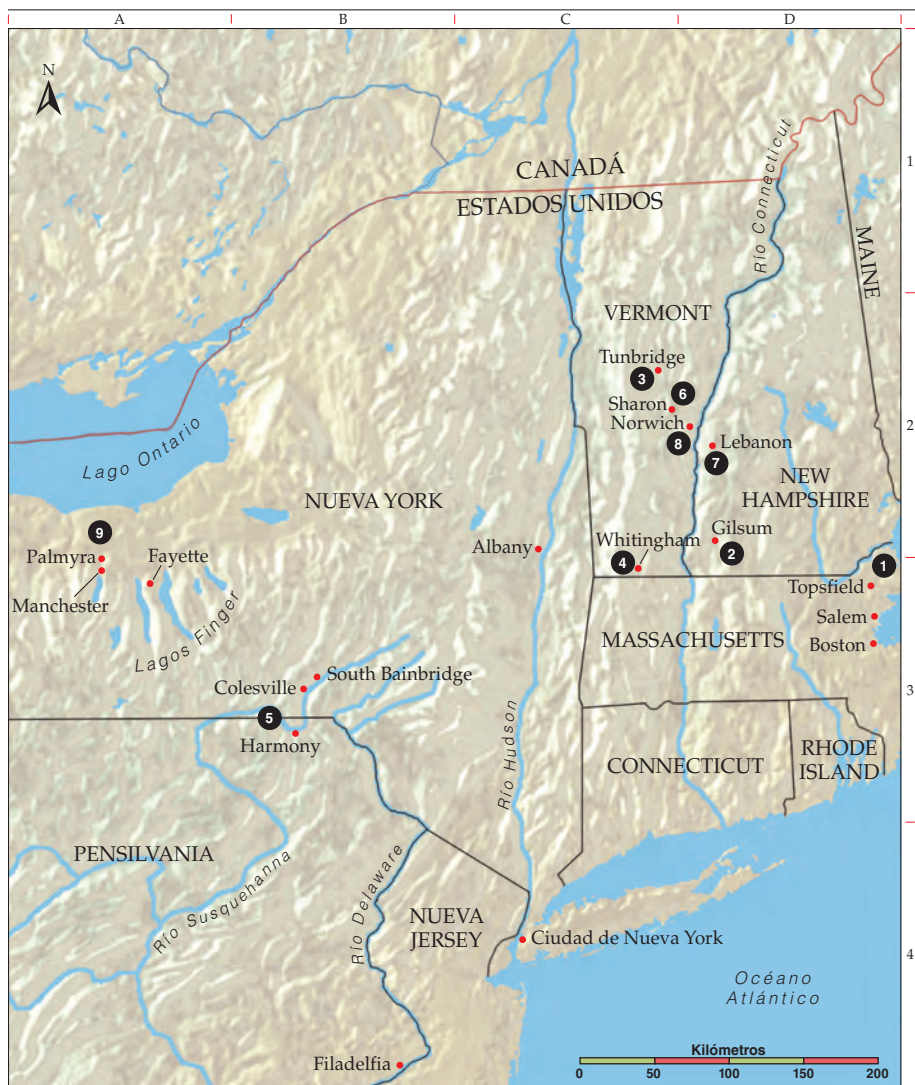 A B C D
N
1
CANADÁ
ESTADOS UNIDOS
Río Connecticut
MAINE
VERMONT
Tunbridge
3
6
Sharon
Norwich
8
Lebanon
7
2
Lago Ontario
NUEVA YORK
NEW
HAMPSHIRE
9
Palmyra
Fayette
Manchester
Albany
Whitingham
4
Gilsum
2
1
Topsfield
Salem
Boston
Lagos Finger
MASSACHUSETTS
South Bainbridge
Colesville
3
5
Harmony
Río Hudson
CONNECTICUT
RHODE
ISLAND
PENSILVANIA
Río Susquehanna
Río Delaware
NUEVA
JERSEY
Ciudad de Nueva York
4
Océano
Atlántico
Filadelfia
Kilómetros
0 50 100 150 200